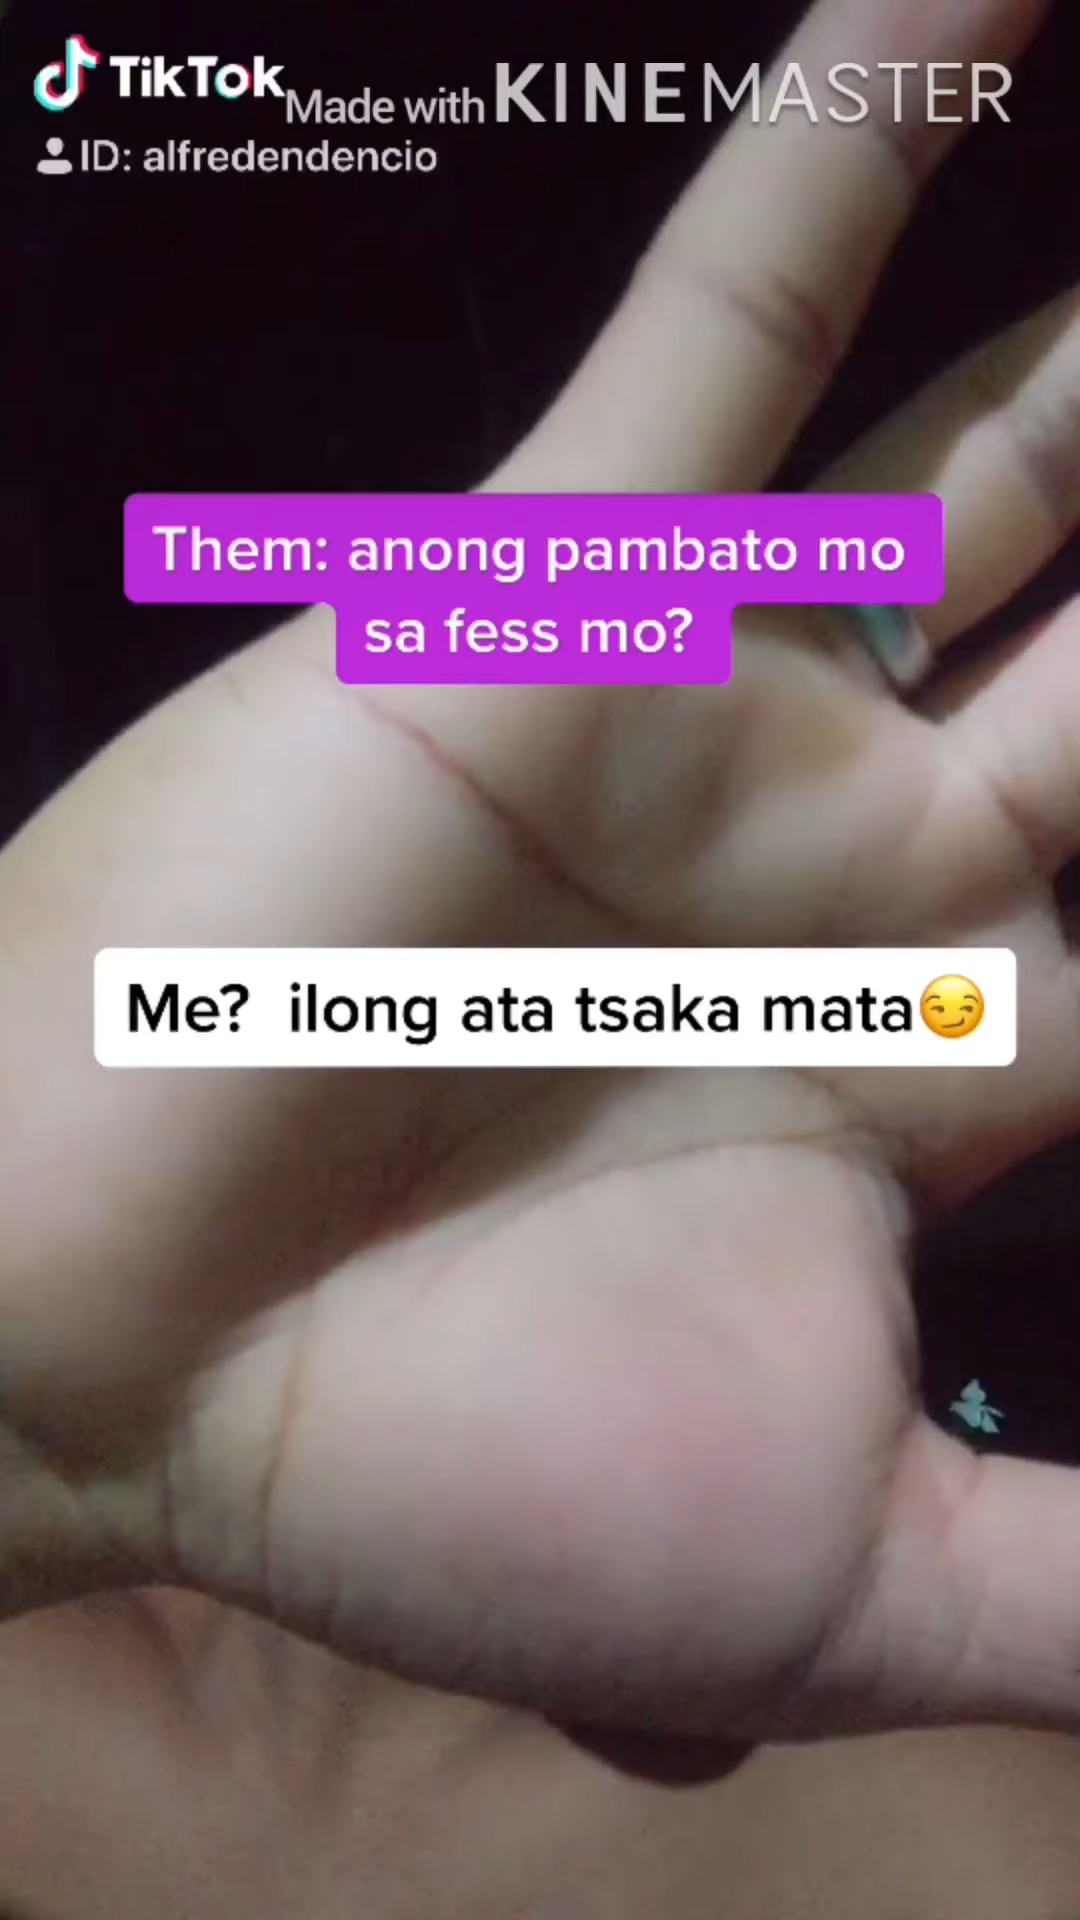 TikTok
Made with KINEMASTER
ID: alfredendencio
Them: anong pambato mo
sa fess mo?
Me? ilong ata tsaka mata😏